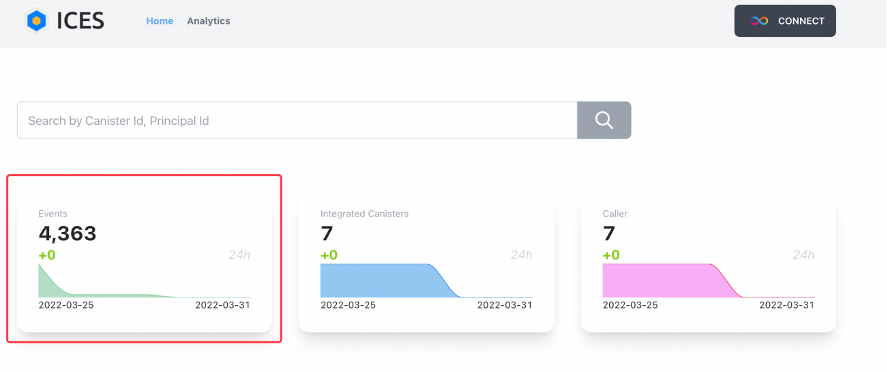 ICES
Home Analytics
CONNECT
Search by Canister Id, Principal Id
Events
4,363
+0
24h
2022-03-25 2022-03-31
Integrated Canisters
7
+0
24h
2022-03-25 2022-03-31
Caller
7
+0
24h
2022-03-25 2022-03-31